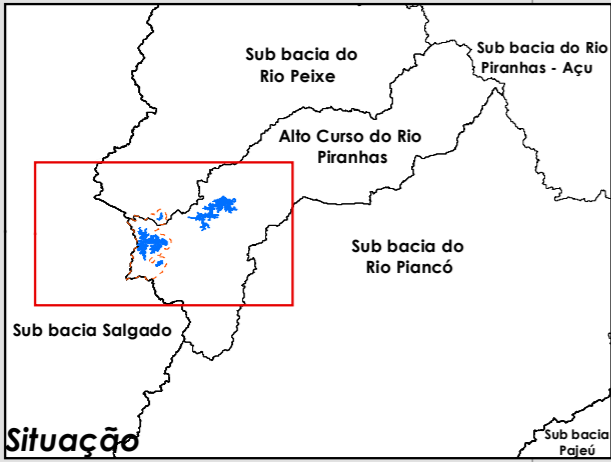 Sub bacia do
Rio Peixe
Sub bacia do Rio
Piranhas - Açu
Alto Curso do Rio
Piranhas
Sub bacia do
Rio Piancó
Sub bacia Salgado
Situação
Sub bacia
Pajeú